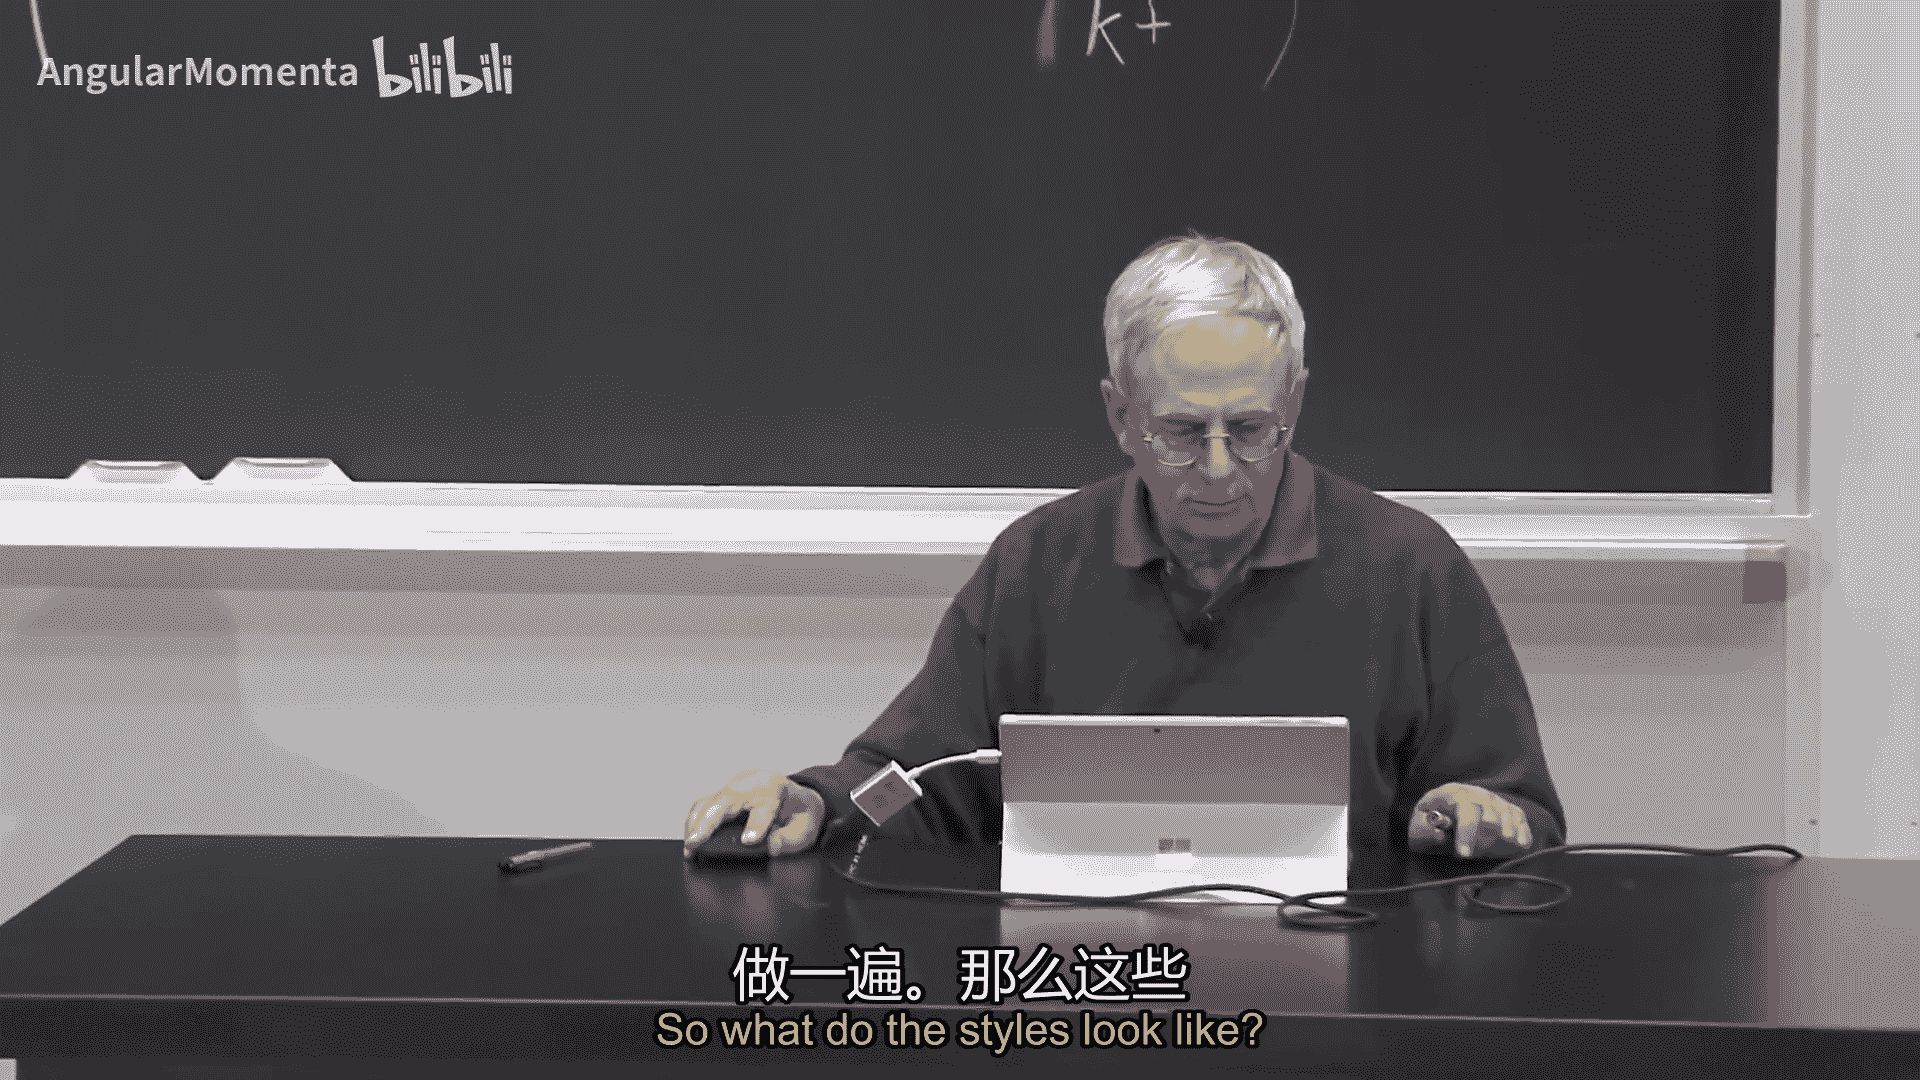 k+
AngularMomenta bilibili
做一遍。那么这些
So what do the styles look like?